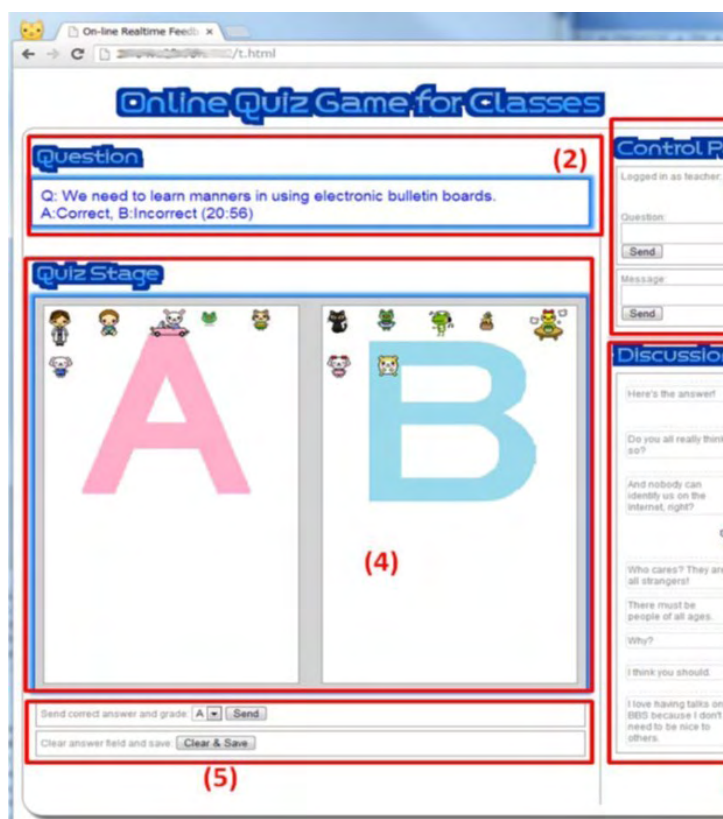 On-line Realtime Feedb ×
/t.html
Online Quiz Game for Classes
Question
(2)
Q: We need to learn manners in using electronic bulletin boards.
A:Correct, B:Incorrect (20:56)
Quiz Stage
A
B
(4)
Send correct answer and grade: A Send
Clear answer field and save: Clear & Save
(5)
Control P
Logged in as teacher:
Question:
Send
Message:
Send
Discussion
Here's the answer!
Do you all really think
so?
And nobody can
identify us on the
Internet, right?
Who cares? They are
all strangers!
There must be
people of all ages.
Why?
I think you should.
I love having talks on
BBS because I don't
need to be nice to
others.